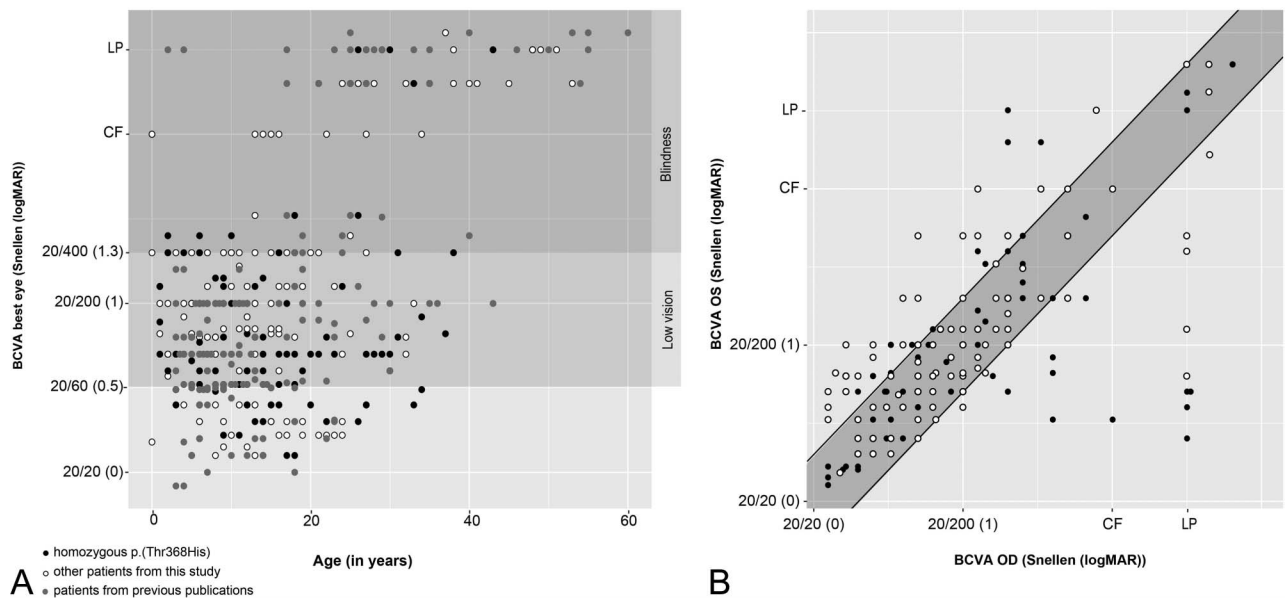 LP
CF
20/400 (1.3)
20/200 (1)
20/60 (0.5)
20/20 (0)
BCVA best eye (Snellen (logMAR))
Blindness
Low vision
0 20 40 60
Age (in years)
homozygous p.(Thr368His)
other patients from this study
patients from previous publications
A
LP
CF
20/200 (1)
20/20 (0)
BCVA OS (Snellen (logMAR))
20/20 (0) 20/200 (1) CF LP
BCVA OD (Snellen (logMAR))
B